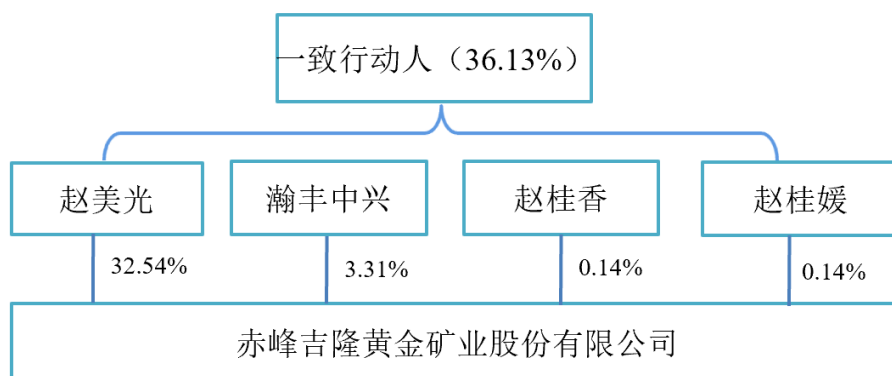 一致行动人（36.13%）
赵美光
瀚丰中兴
赵桂香
赵桂媛
32.54%
3.31%
0.14%
0.14%
赤峰吉隆黄金矿业股份有限公司